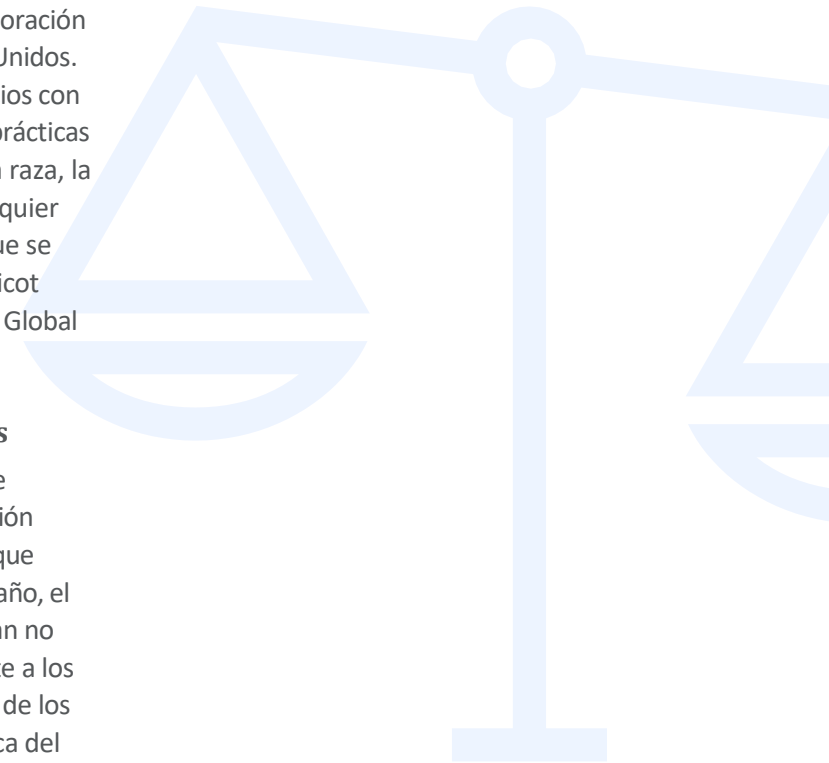 oración
Unidos.
ios con
prácticas
raza, la
quier
ue se
icot
Global
s
e
ión
que
año, el
an no
e a los
de los
ca del